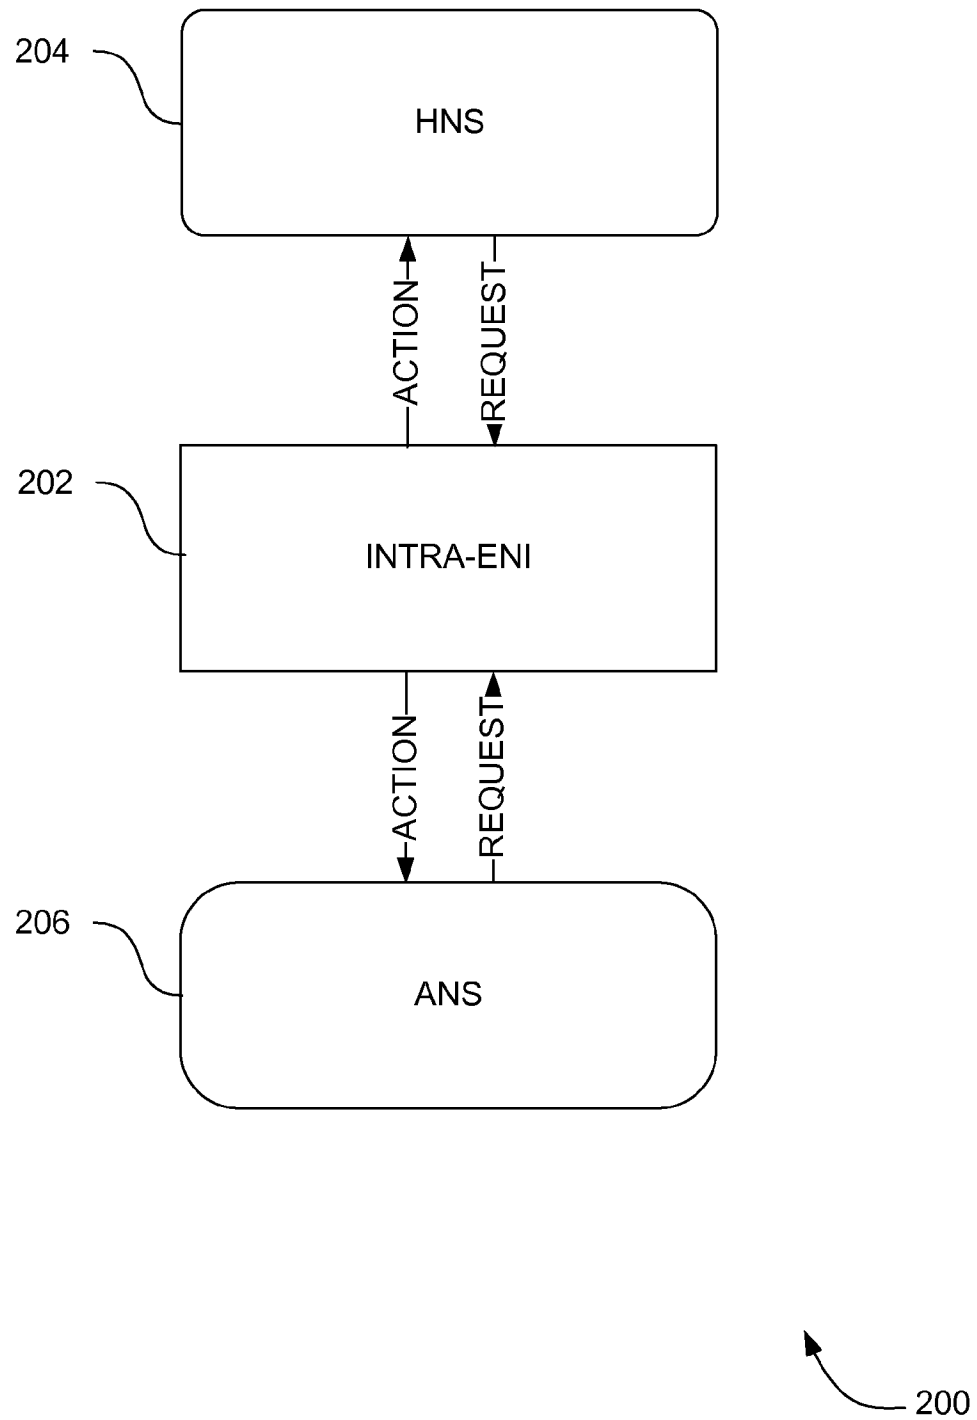 204
HNS
ACTION
REQUEST
202
INTRA-ENI
ACTION
REQUEST
206
ANS
200